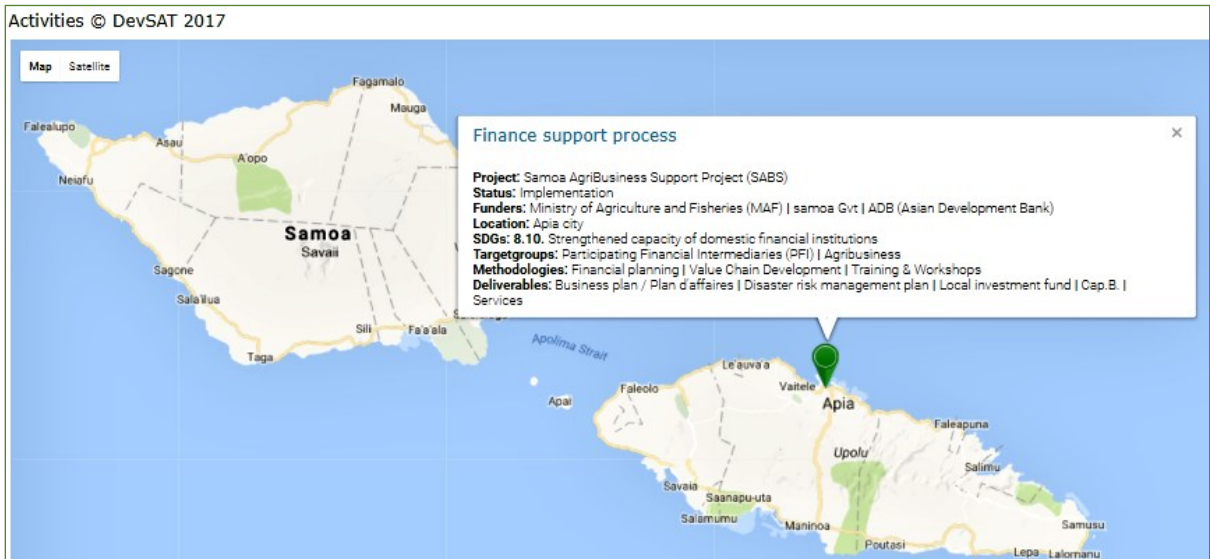 Activities © DevSAT 2017
Map Satellite
Fagamalo
Mauga
Falealupo
Asau
A'opo
Neiafu
Samoa
Savaii
Sagone
Sala'ilua
Sili
Fa'a'ala
Taga
Finance support process
×
Project: Samoa AgriBusiness Support Project (SABS)
Status: Implementation
Funders: Ministry of Agriculture and Fisheries (MAF) | samoa Gvt | ADB (Asian Development Bank)
Location: Apia city
SDGs: 8.10. Strengthened capacity of domestic financial institutions
Targetgroups: Participating Financial Intermediaries (PFI) | Agribusiness
Methodologies: Financial planning | Value Chain Development | Training & Workshops
Deliverables: Business plan / Plan d'affaires | Disaster risk management plan | Local investment fund | Cap.B. |
Services
Apolima Strait
Le'auva'a
Vaitele
Faleolo
Apai
Apia
Faleapuna
Upolu
Salimu
Savaia
Saanapu-uta
Salamumu
Maninoa
Samusu
Poutasi
Lepa
Lalomanu